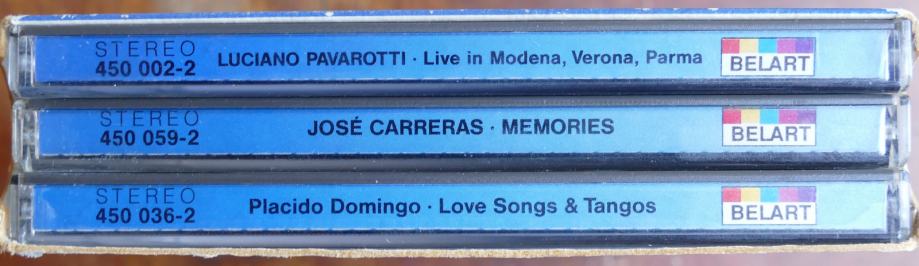 STEREO
450 002-2
LUCIANO PAVAROTTI · Live in Modena, Verona, Parma
BELART
STEREO
450 059-2
JOSÉ CARRERAS · MEMORIES
BELART
STEREO
450 036-2
Placido Domingo · Love Songs & Tangos
BELART